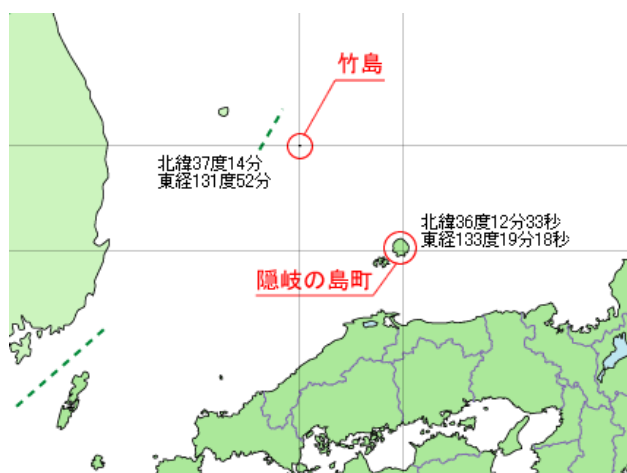 竹島
北緯37度14分
東経131度52分
北緯36度12分33秒
東経133度19分18秒
隠岐の島町